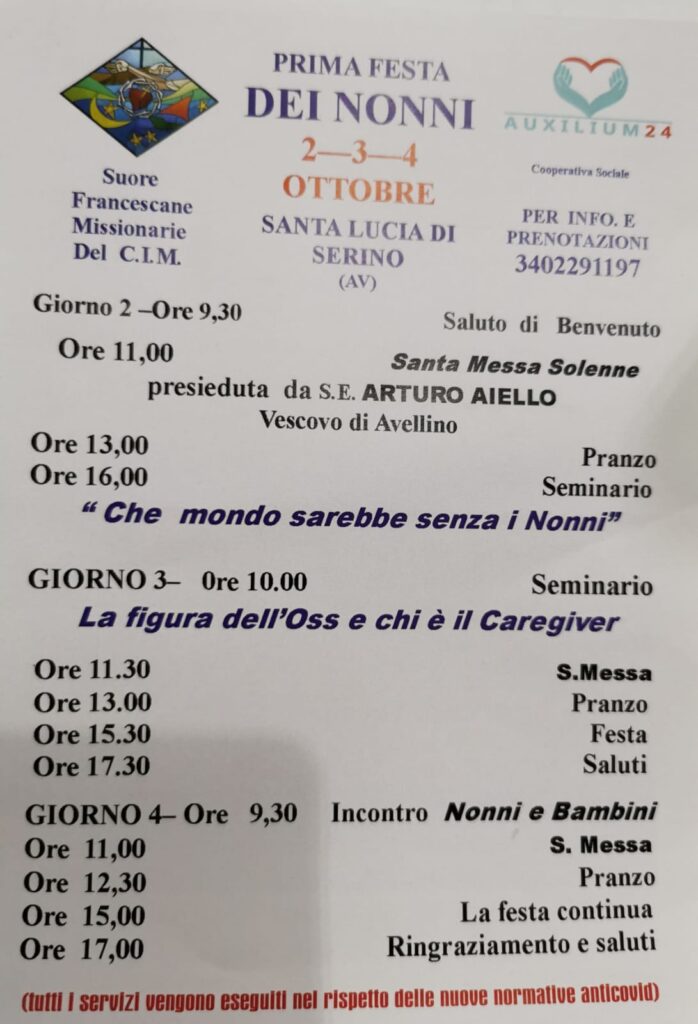 PRIMA FESTA
DEI NONNI
2—3—4
OTTOBRE
SANTA LUCIA DI
SERINO
(AV)
Suore
Francescane
Missionarie
Del C.I.M.
AUXILIUM24
Cooperativa Sociale
PER INFO. E
PRENOTAZIONI
3402291197
Giorno 2 –Ore 9,30 Saluto di Benvenuto
Ore 11,00 Santa Messa Solenne
presieduta da S.E. ARTURO AIELLO
Vescovo di Avellino
Ore 13,00 Pranzo
Ore 16,00 Seminario
“ Che mondo sarebbe senza i Nonni”
GIORNO 3– 0re 10.00 Seminario
La figura dell’Oss e chi è il Caregiver
Ore 11.30 S.Messa
Ore 13.00 Pranzo
Ore 15.30 Festa
Ore 17.30 Saluti
GIORNO 4– Ore 9,30 Incontro Nonni e Bambini
Ore 11,00 S. Messa
Ore 12,30 Pranzo
Ore 15,00 La festa continua
Ore 17,00 Ringraziamento e saluti
(tutti i servizi vengono eseguiti nel rispetto delle nuove normative anticovid)